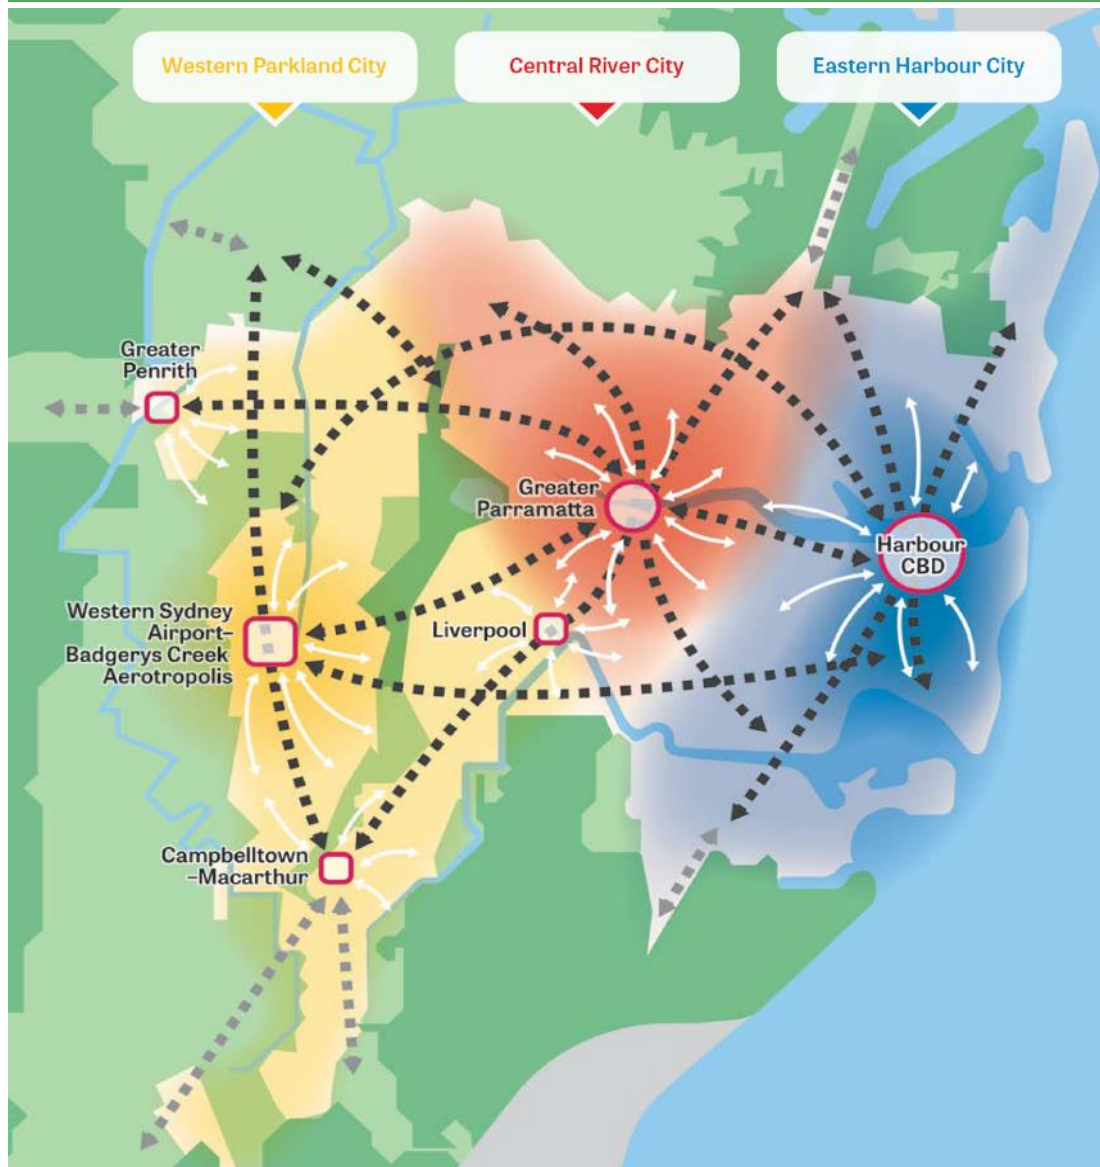 Western Parkland City
Central River City
Eastern Harbour City
Greater
Penrith
Greater
Parramatta
Harbour
CBD
Western Sydney
Airport–
Badgerys Creek
Aerotropolis
Liverpool
Campbelltown
–Macarthur